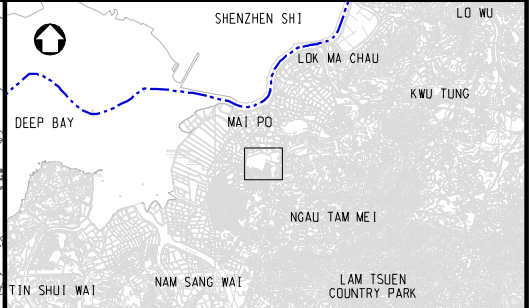 SHENZHEN SHI
LO WU
LOK MA CHAU
KWU TUNG
DEEP BAY
MAI PO
NGAU TAM MEI
TIN SHUI WAI
NAM SANG WAI
LAM TSUEN
COUNTRY PARK